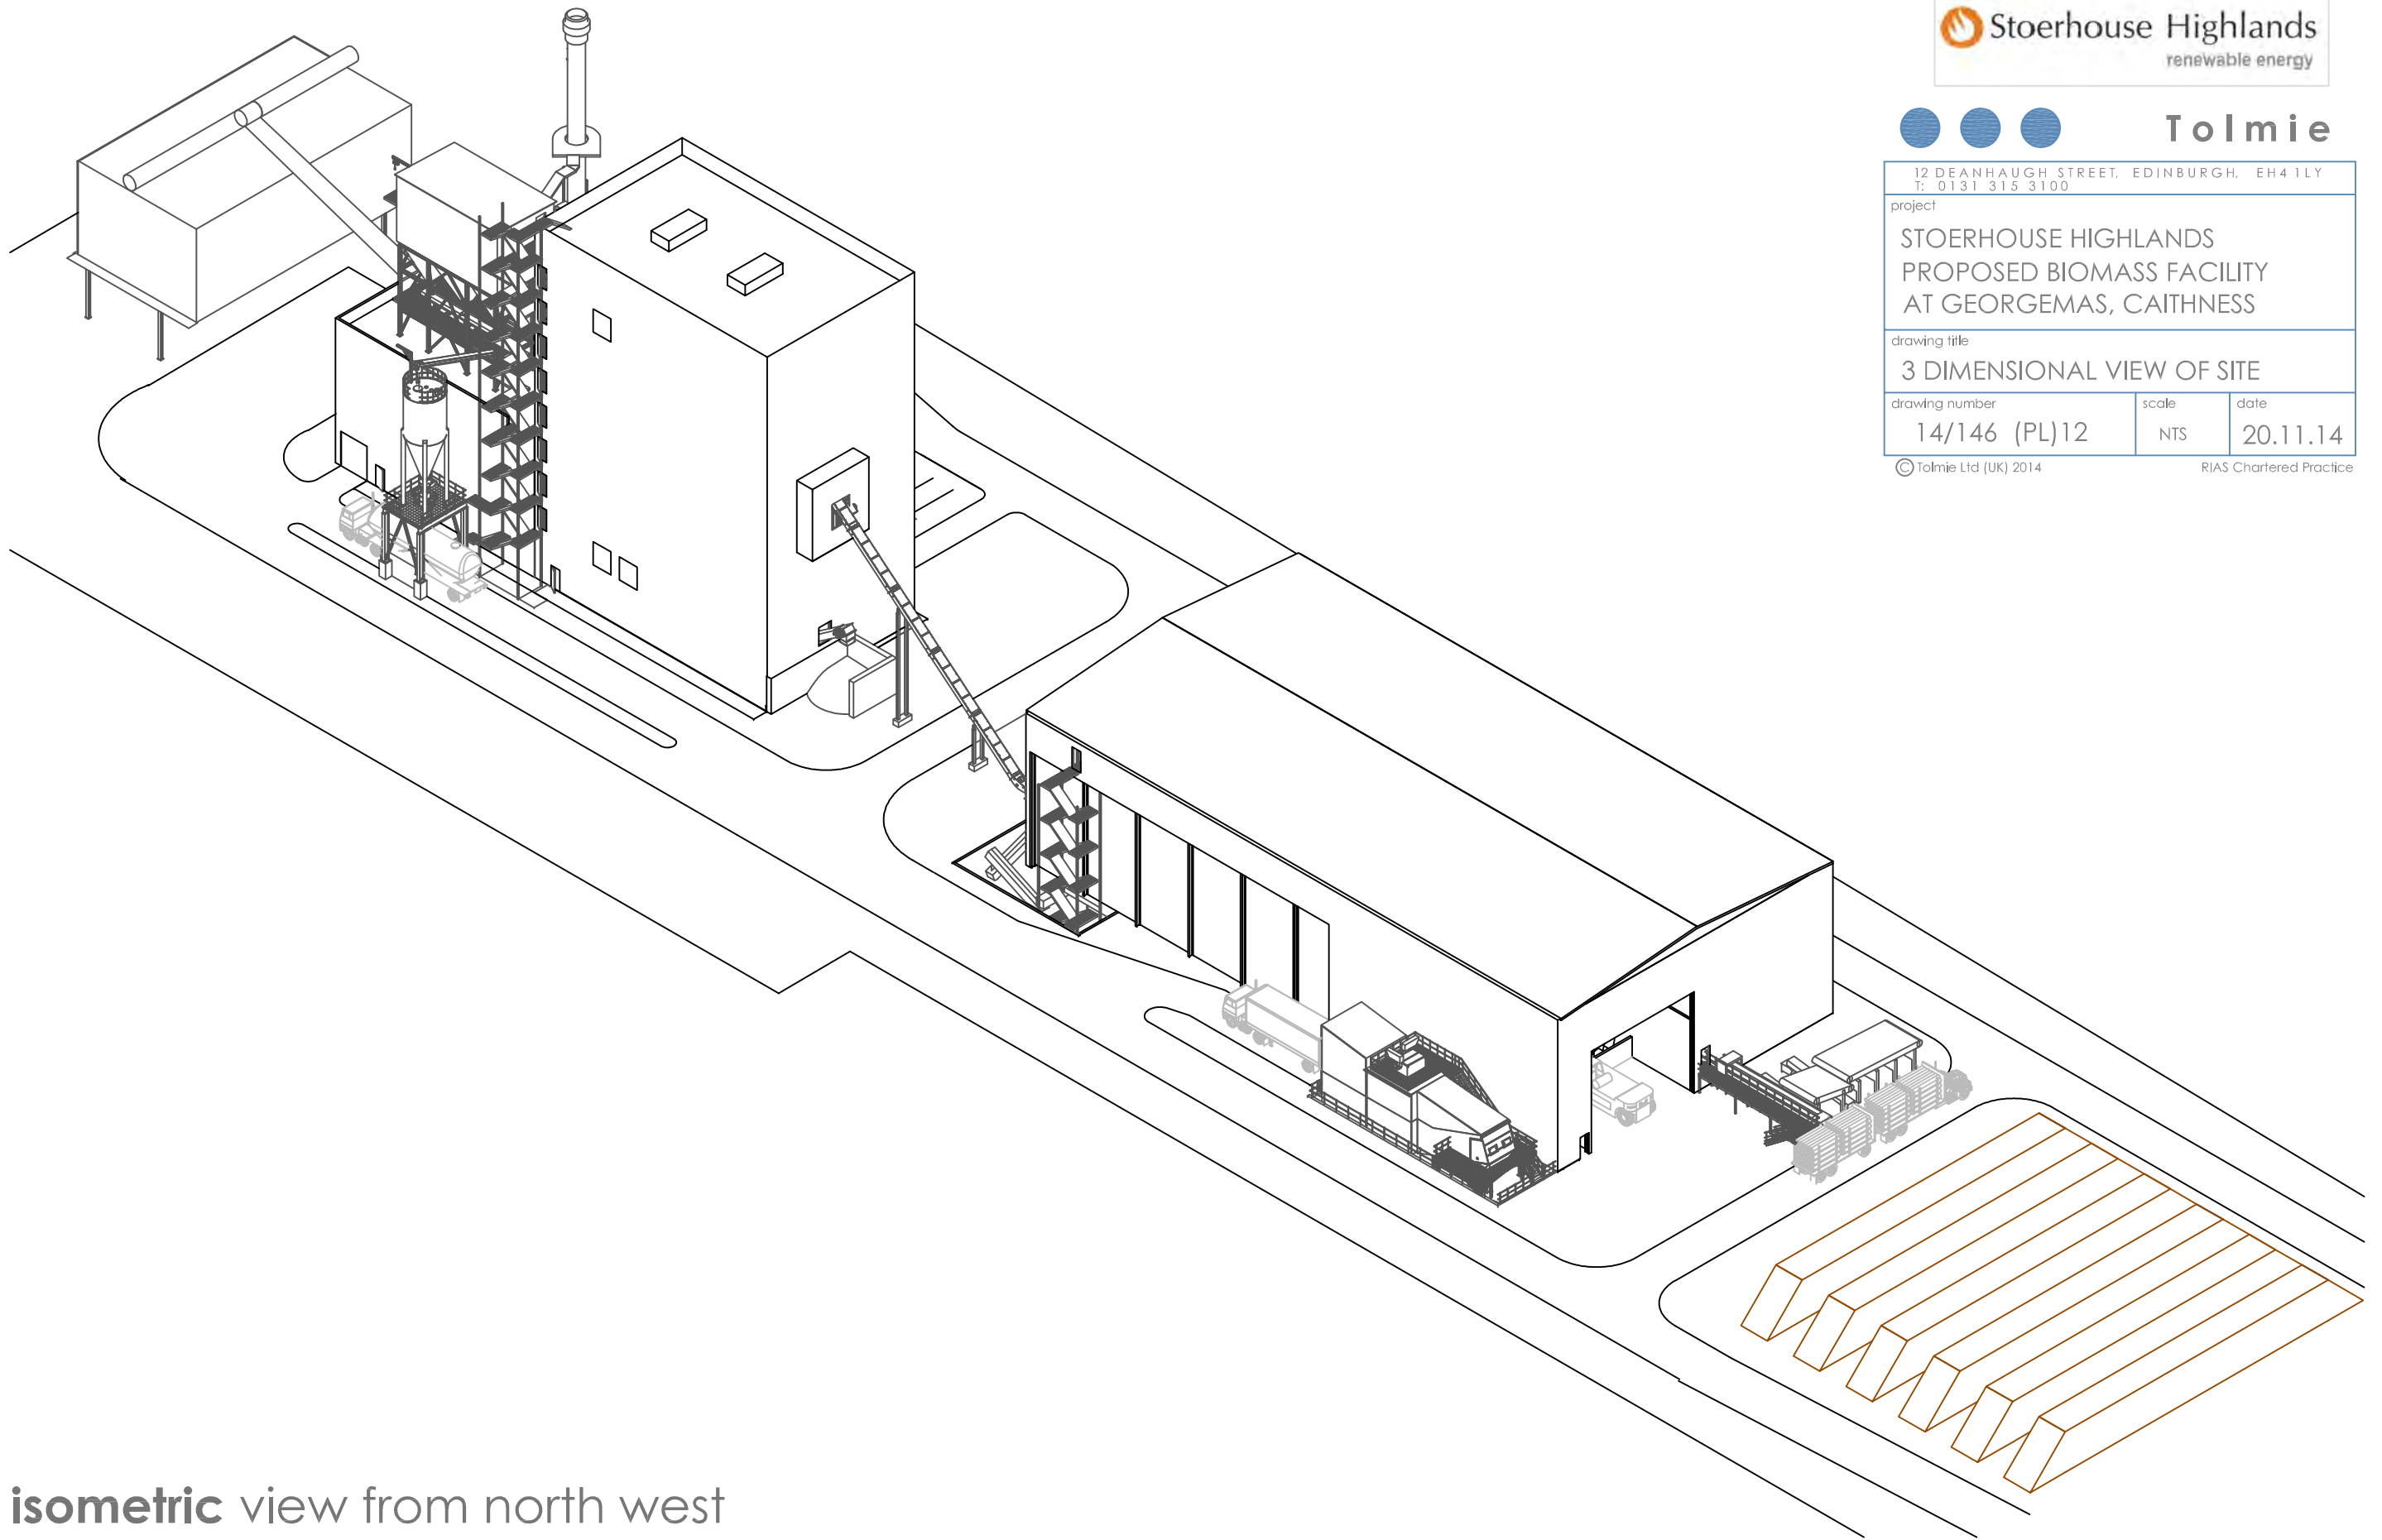 Stoerhouse Highlands
renewable energy
Tolmie
12 DEANHAUGH STREET, EDINBURGH, EH4 1LY
T: 0131 315 3100
project
STOERHOUSE HIGHLANDS
PROPOSED BIOMASS FACILITY
AT GEORGEMAS, CAITHNESS
drawing title
3 DIMENSIONAL VIEW OF SITE
drawing number scale date
14/146 (PL)12 NTS 20.11.14
© Tolmie Ltd (UK) 2014 RIAS Chartered Practice
isometric view from north west